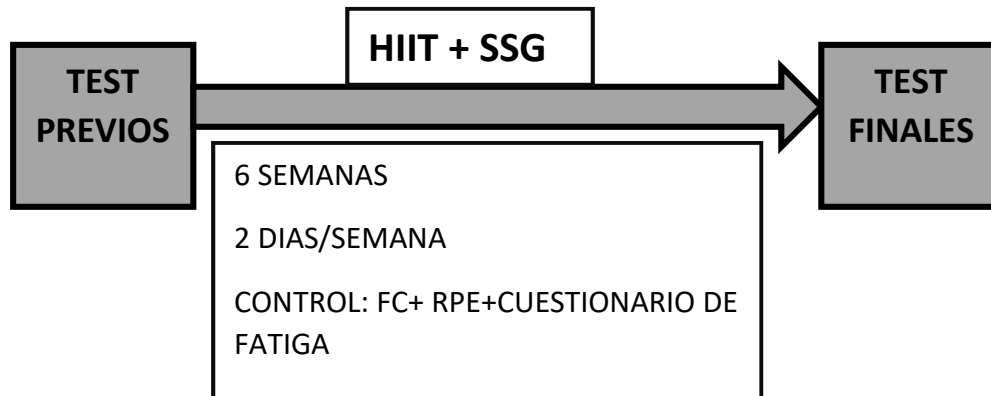 HIIT + SSG
TEST
PREVIOS
TEST
FINALES
6 SEMANAS
2 DIAS/SEMANA
CONTROL: FC+ RPE+CUESTIONARIO DE
FATIGA